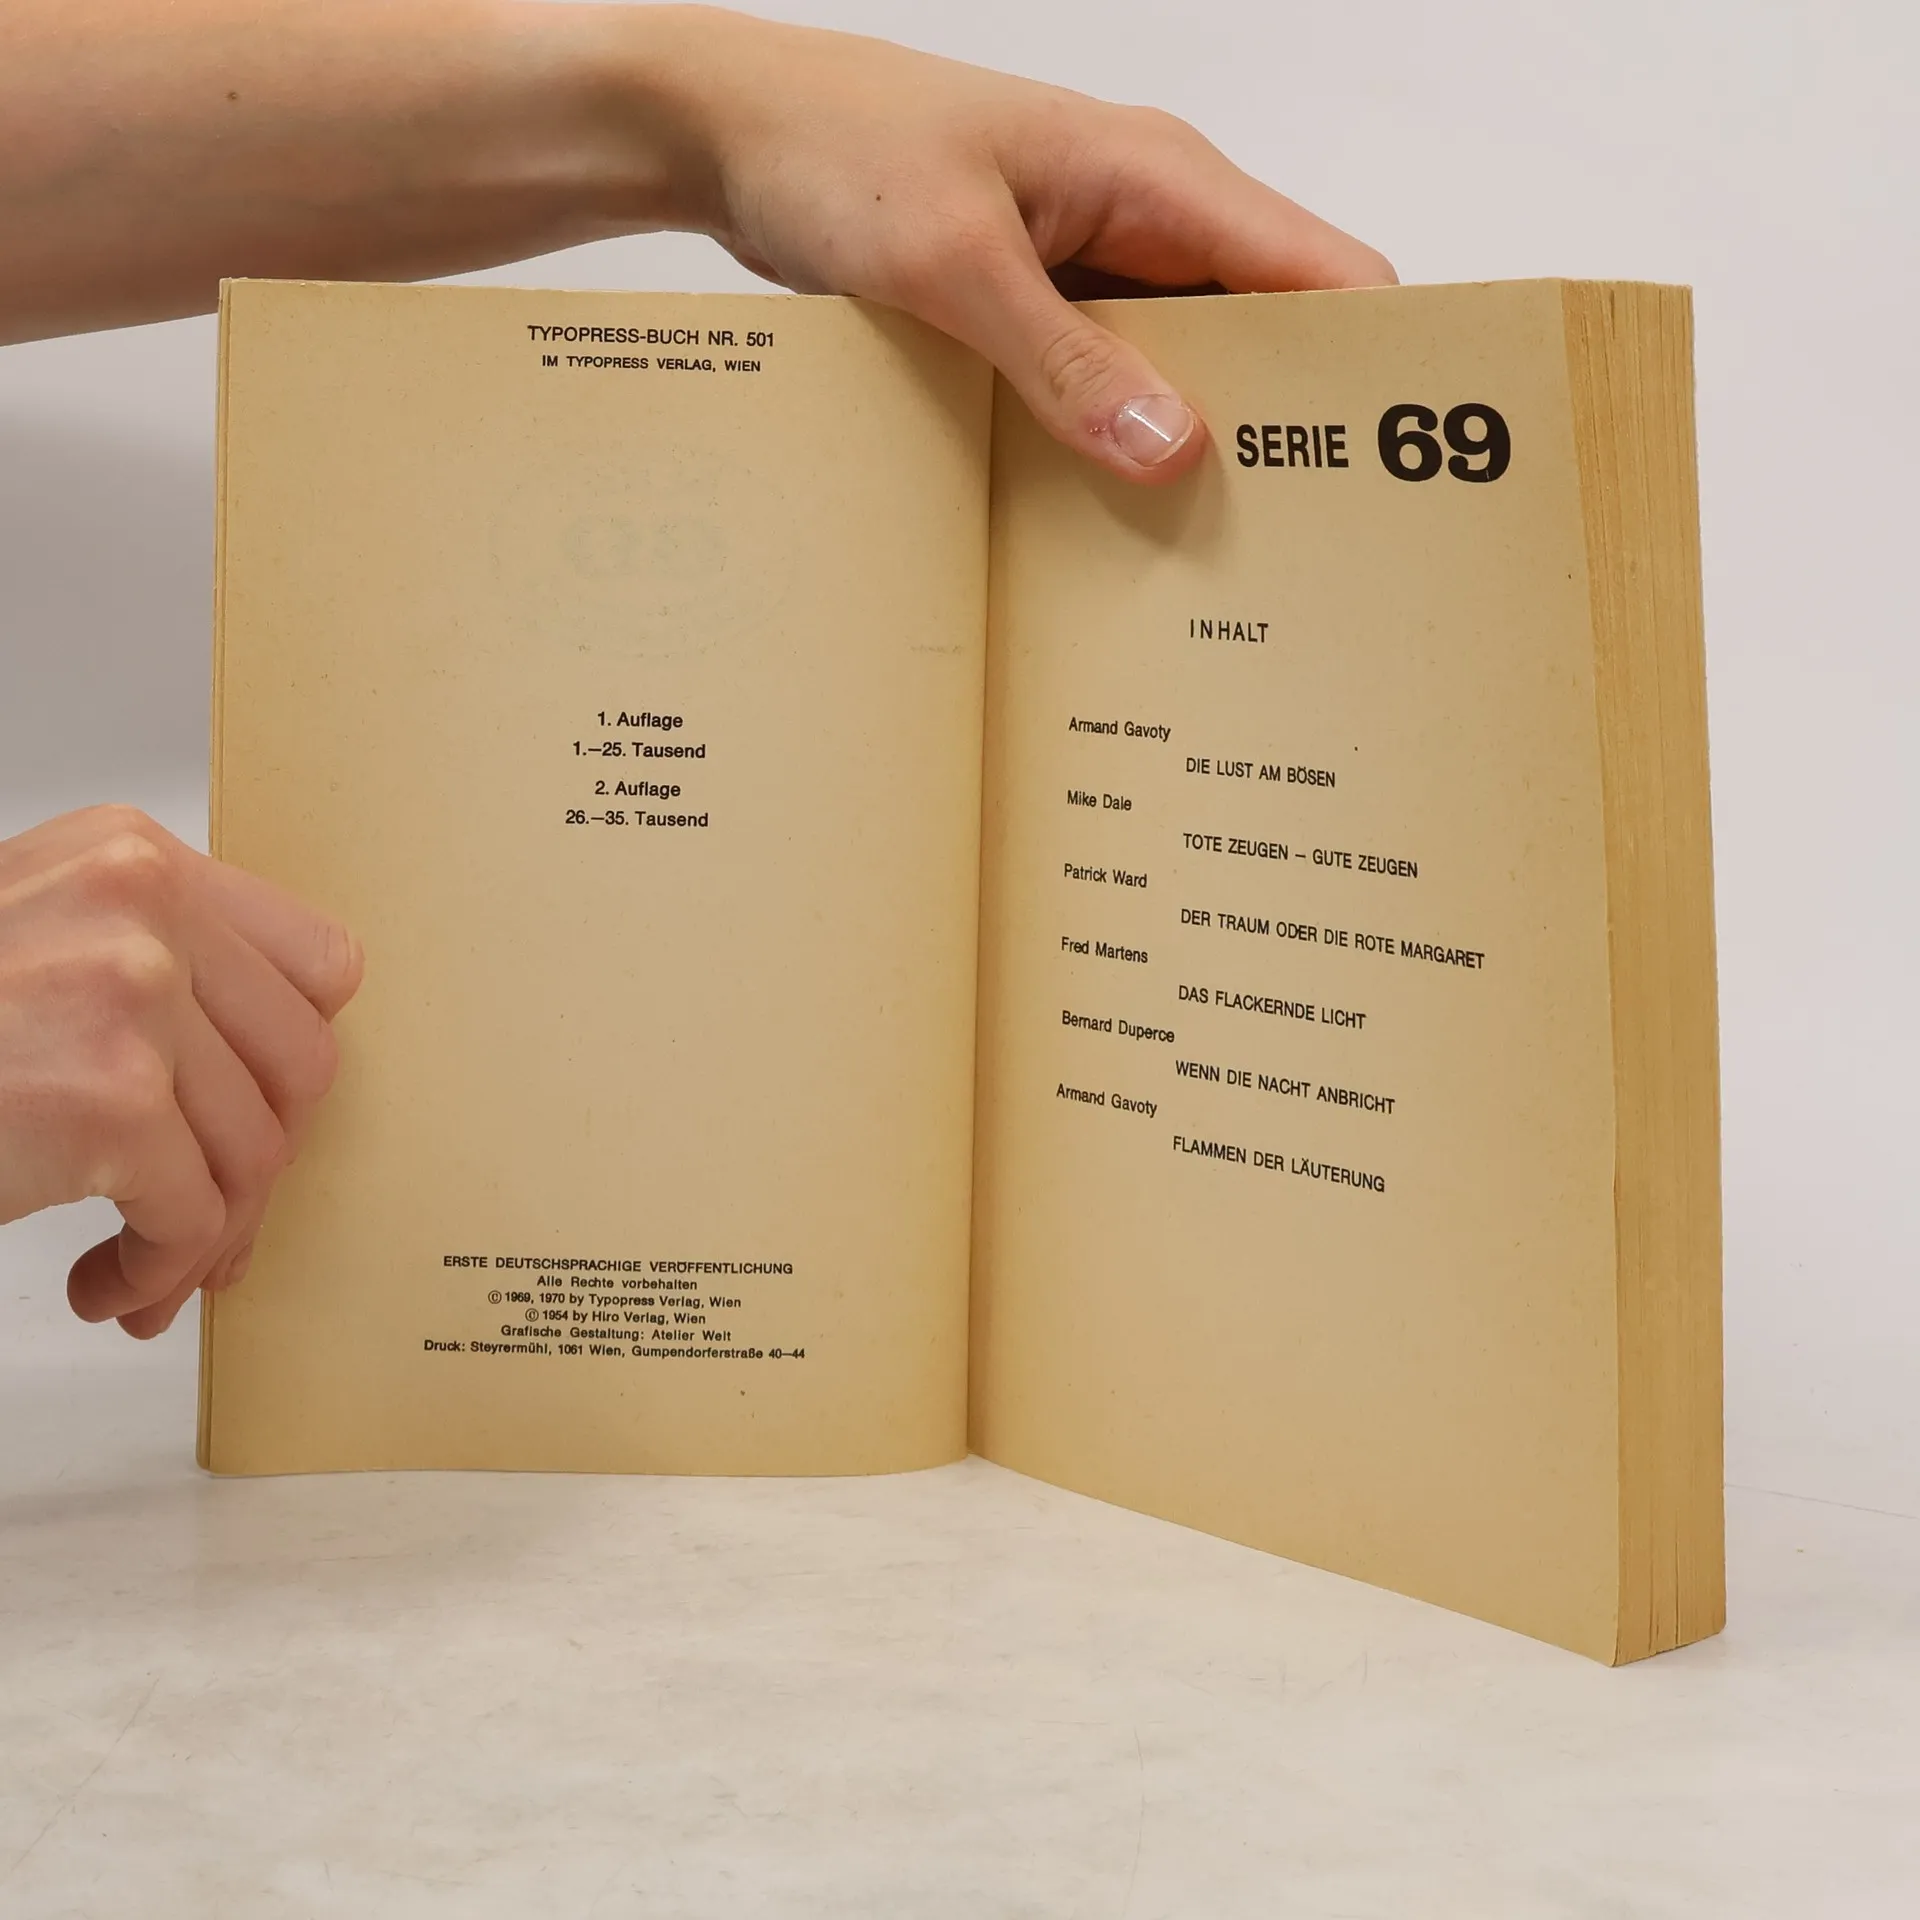 TYPOPRESS-BUCH NR. 501
IM TYPOPRESS VERLAG, WIEN
1. Auflage
1.—25. Tausend
2. Auflage
26.—35. Tausend
ERSTE DEUTSCHSPRACHIGE VERÖFFENTLICHUNG
Alle Rechte vorbehalten
© 1969, 1970 by Typopress Verlag, Wien
© 1954 by Hiro Verlag, Wien
Grafische Gestaltung: Atelier Welt
Druck: Steyrermühl, 1061 Wien, Gumpendorferstraße 40—44
SERIE 69
INHALT
Armand Gavoty
DIE LUST AM BÖSEN
Mike Dale
TOTE ZEUGEN – GUTE ZEUGEN
Patrick Ward
DER TRAUM ODER DIE ROTE MARGARET
Fred Martens
DAS FLACKERNDE LICHT
Bernard Duperce
WENN DIE NACHT ANBRICHT
Armand Gavoty
FLAMMEN DER LÄUTERUNG